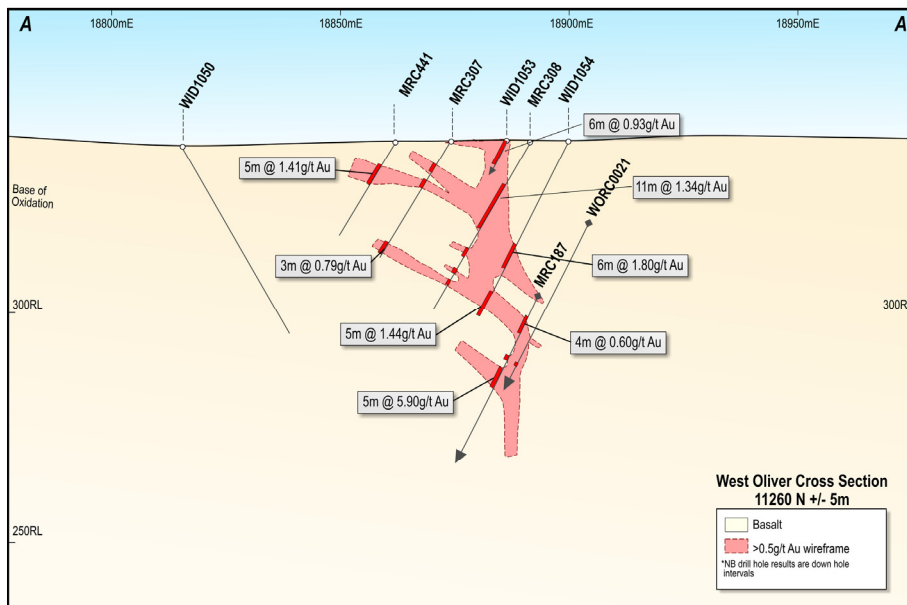 A
18800mE
18850mE
18900mE
18950mE
A
WID1050
MRC441
MRC307
WID1053
MRC308
WID1054
6m @ 0.93g/t Au
5m @ 1.41g/t Au
11m @ 1.34g/t Au
Base of
Oxidation
WORC0021
3m @ 0.79g/t Au
6m @ 1.80g/t Au
MRC187
300RL
300R
5m @ 1.44g/t Au
4m @ 0.60g/t Au
5m @ 5.90g/t Au
West Oliver Cross Section
11260 N +/- 5m
Basalt
>0.5g/t Au wireframe
*NB drill hole results are down hole
intervals
250RL